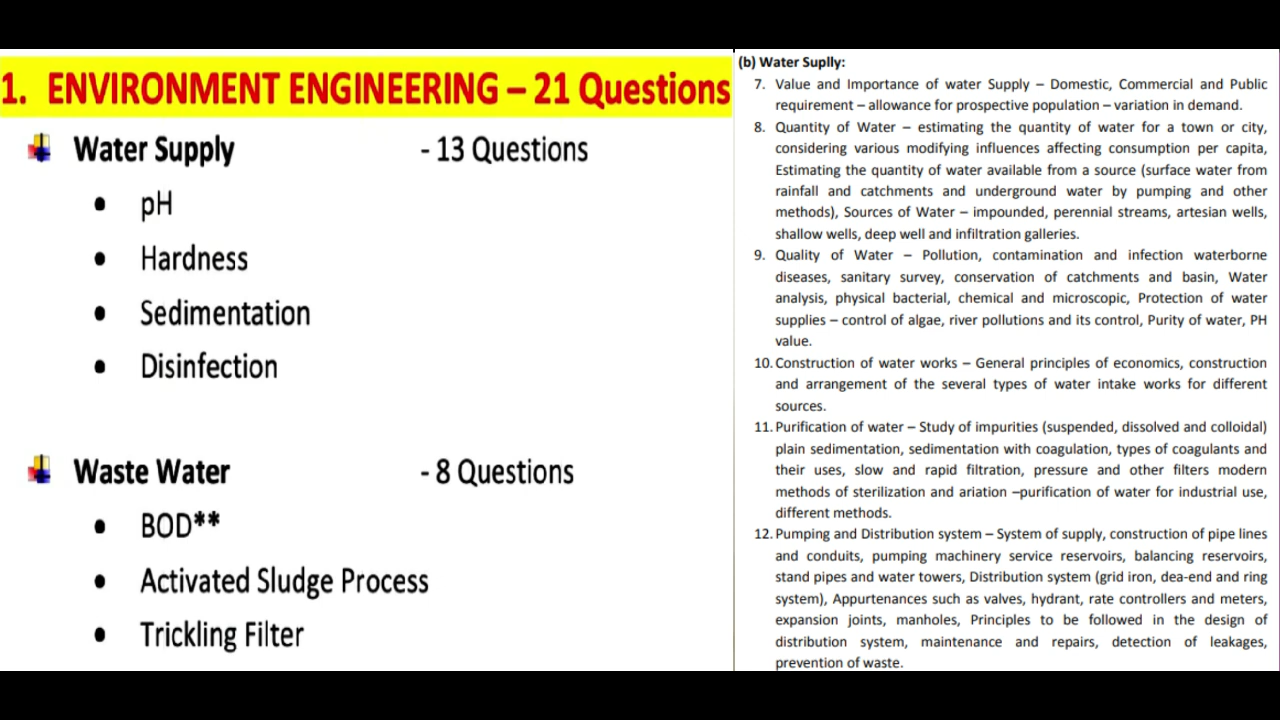 1. ENVIRONMENT ENGINEERING – 21 Questions
Water Supply - 13 Questions
• pH
• Hardness
• Sedimentation
• Disinfection
Waste Water - 8 Questions
• BOD**
• Activated Sludge Process
• Trickling Filter
(b) Water Suplly:
7. Value and Importance of water Supply – Domestic, Commercial and Public
requirement – allowance for prospective population – variation in demand.
8. Quantity of Water – estimating the quantity of water for a town or city,
considering various modifying influences affecting consumption per capita,
Estimating the quantity of water available from a source (surface water from
rainfall and catchments and underground water by pumping and other
methods), Sources of Water – impounded, perennial streams, artesian wells,
shallow wells, deep well and infiltration galleries.
9. Quality of Water – Pollution, contamination and infection waterborne
diseases, sanitary survey, conservation of catchments and basin, Water
analysis, physical bacterial, chemical and microscopic, Protection of water
supplies – control of algae, river pollutions and its control, Purity of water, PH
value.
10. Construction of water works – General principles of economics, construction
and arrangement of the several types of water intake works for different
sources.
11. Purification of water – Study of impurities (suspended, dissolved and colloidal)
plain sedimentation, sedimentation with coagulation, types of coagulants and
their uses, slow and rapid filtration, pressure and other filters modern
methods of sterilization and ariation –purification of water for industrial use,
different methods.
12. Pumping and Distribution system – System of supply, construction of pipe lines
and conduits, pumping machinery service reservoirs, balancing reservoirs,
stand pipes and water towers, Distribution system (grid iron, dea-end and ring
system), Appurtenances such as valves, hydrant, rate controllers and meters,
expansion joints, manholes, Principles to be followed in the design of
distribution system, maintenance and repairs, detection of leakages,
prevention of waste.